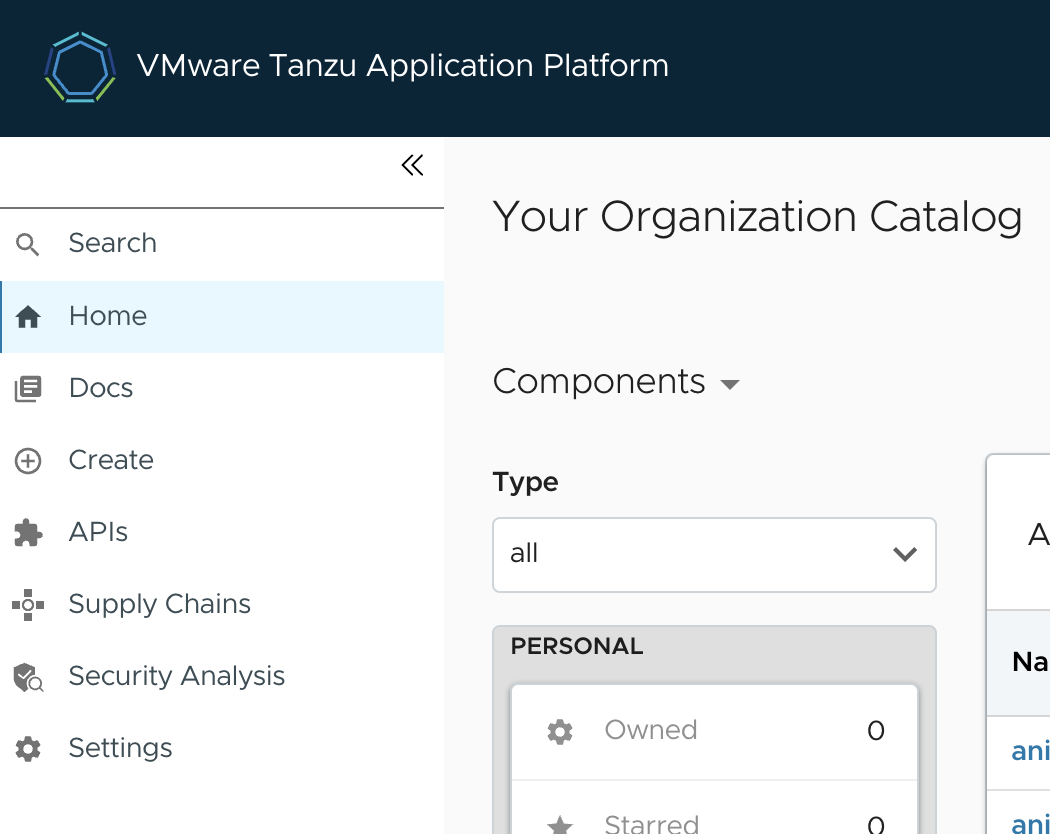 VMware Tanzu Application Platform
Search
Home
Docs
Create
APIs
Supply Chains
Security Analysis
Settings
Your Organization Catalog
Components
Type
all
PERSONAL
Owned 0
Starred 0
A
Na
ani
ani